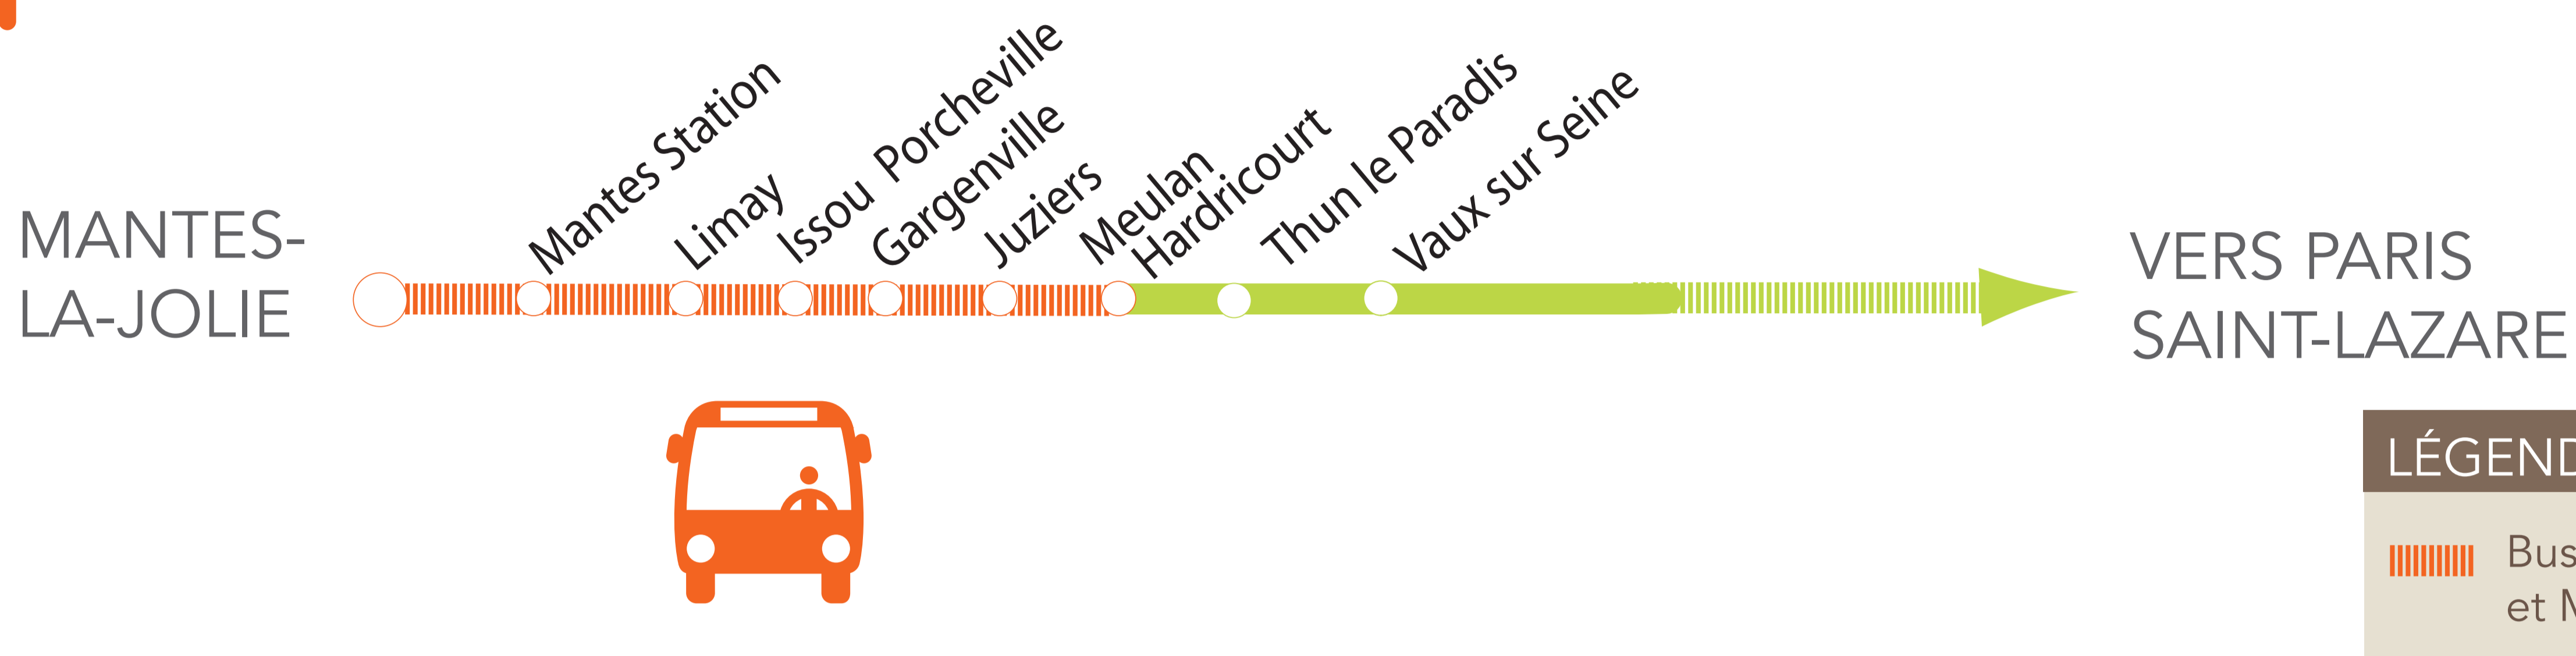 MANTES-
LA-JOLIE
Mantes Station
Limay
Issou Porcheville
Gargenville
Juziers
Meulan
Hardricourt
Thun le Paradis
Vaux sur Seine
VERS PARIS
SAINT-LAZARE
LÉGEND
Bus
et M